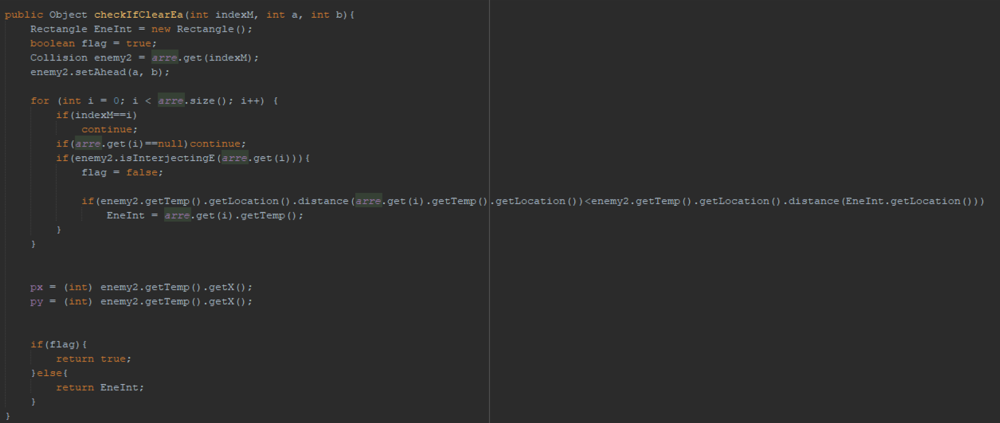 public Object checkIfClearEa(int indexM, int a, int b){
    Rectangle EneInt = new Rectangle();
    boolean flag = true;
    Collision enemy2 = arre.get(indexM);
    enemy2.setAhead(a, b);
    for (int i = 0; i < arre.size(); i++) {
        if(indexM==i)
            continue;
        if(arre.get(i)==null)continue;
        if(enemy2.isInterjectingE(arre.get(i))){
            flag = false;
            if(enemy2.getTemp().getLocation().distance(arre.get(i).getTemp().getLocation())<enemy2.getTemp().getLocation().distance(EneInt.getLocation()))
                EneInt = arre.get(i).getTemp();
        }
    }
    px = (int) enemy2.getTemp().getX();
    py = (int) enemy2.getTemp().getX();
    if(flag){
        return true;
    }else{
        return EneInt;
    }
}